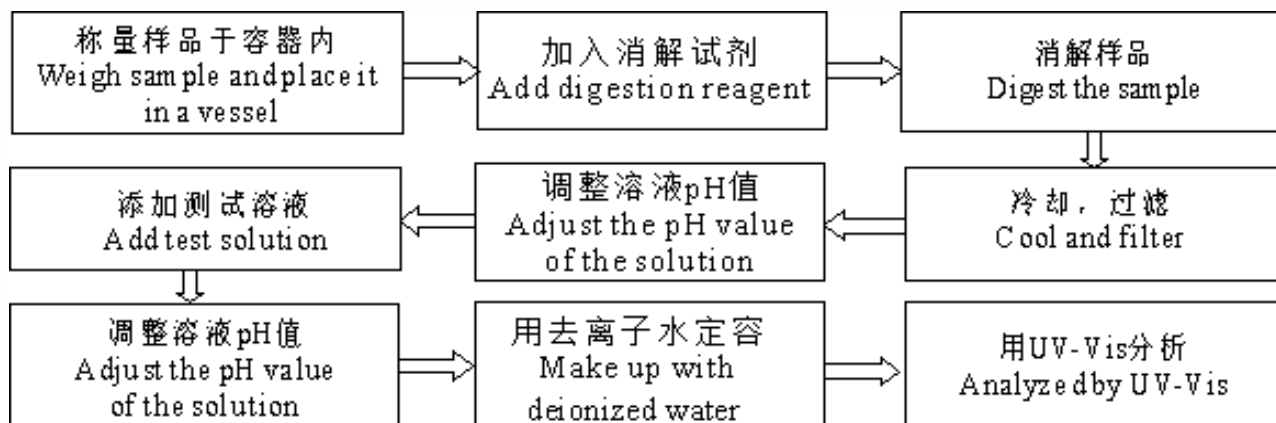 称量样品于容器内
Weigh sample and place it
in a vessel
加入消解试剂
Add digestion reagent
消解样品
Digest the sample
冷却，过滤
Cool and filter
调整溶液pH值
Adjust the pH value
of the solution
添加测试溶液
Add test solution
调整溶液pH值
Adjust the pH value
of the solution
用去离子水定容
Make up with
deionized water
用UV-Vis分析
Analyzed by UV-Vis